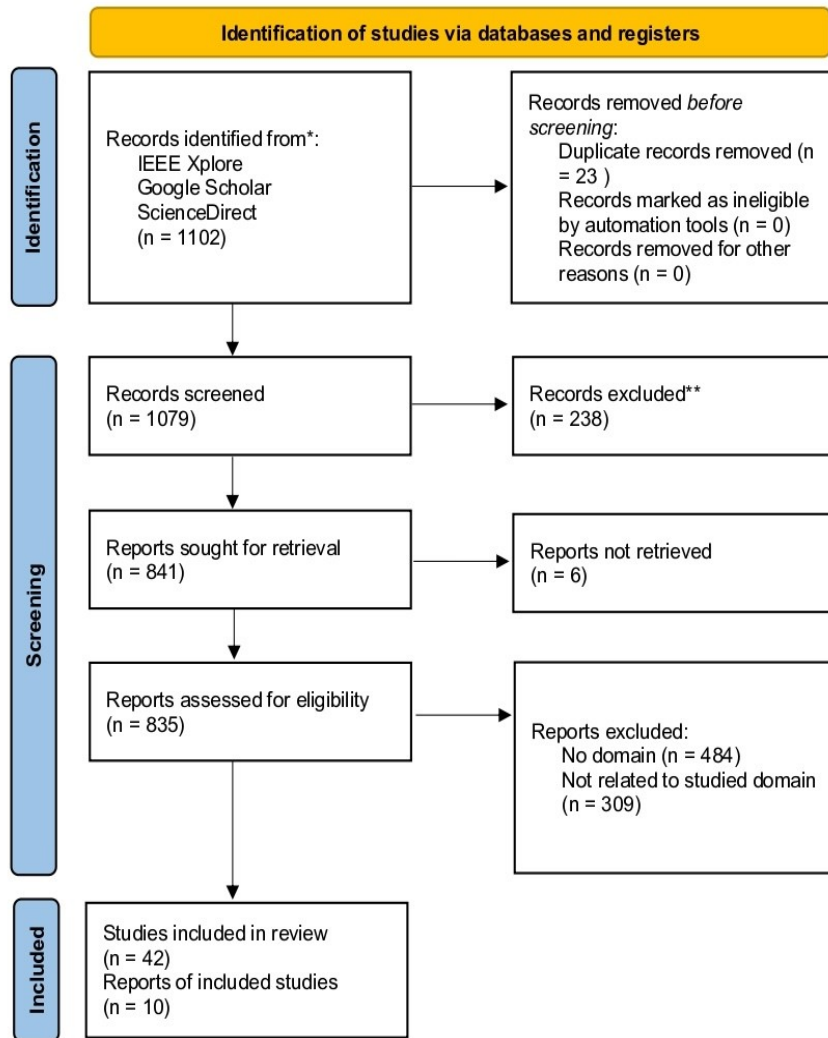 Identification of studies via databases and registers
Identification
Records identified from*:
IEEE Xplore
Google Scholar
ScienceDirect
(n = 1102)
Records removed before
screening:
Duplicate records removed (n
= 23 )
Records marked as ineligible
by automation tools (n = 0)
Records removed for other
reasons (n = 0)
Screening
Records screened
(n = 1079)
Records excluded**
(n = 238)
Reports sought for retrieval
(n = 841)
Reports not retrieved
(n = 6)
Reports assessed for eligibility
(n = 835)
Reports excluded:
No domain (n = 484)
Not related to studied domain
(n = 309)
Included
Studies included in review
(n = 42)
Reports of included studies
(n = 10)